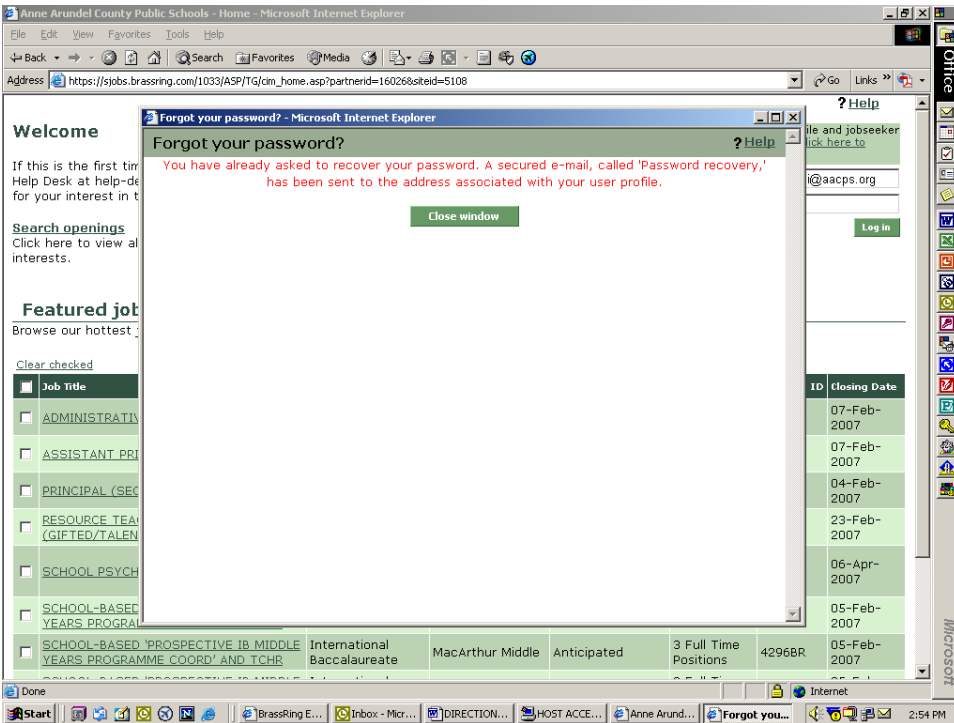 Anne Arundel County Public Schools - Home - Microsoft Internet Explorer
File Edit View Favorites Tools Help
Back Search Favorites Media
Address https://sjobs.brassring.com/1033/ASP/TG/cim_home.asp?partnerid=16026&siteid=5108 Go Links »
Office
? Help
Welcome
ile and jobseeker
lick here to
If this is the first tim
Help Desk at help-de
for your interest in t
i@aacps.org
Search openings
Log in
Click here to view al
interests.
Forgot your password? - Microsoft Internet Explorer
Forgot your password? ? Help
You have already asked to recover your password. A secured e-mail, called 'Password recovery,'
has been sent to the address associated with your user profile.
Close window
Featured job
Browse our hottest j
Clear checked
Job Title ID Closing Date
ADMINISTRATIV 07-Feb-
2007
ASSISTANT PRI 07-Feb-
2007
PRINCIPAL (SEC 04-Feb-
2007
RESOURCE TEA 23-Feb-
(GIFTED/TALEN 2007
SCHOOL PSYCH 06-Apr-
2007
SCHOOL-BASED 05-Feb-
YEARS PROGRA 2007
SCHOOL-BASED 'PROSPECTIVE IB MIDDLE International MacArthur Middle Anticipated 3 Full Time 4296BR 05-Feb-
YEARS PROGRAMME COORD' AND TCHR Baccalaureate Positions 2007
Microsoft
Done Internet
Start BrassRing E... Inbox - Micr... DIRECTION... HOST ACCE... Anne Arund... Forgot you... 2:54 PM